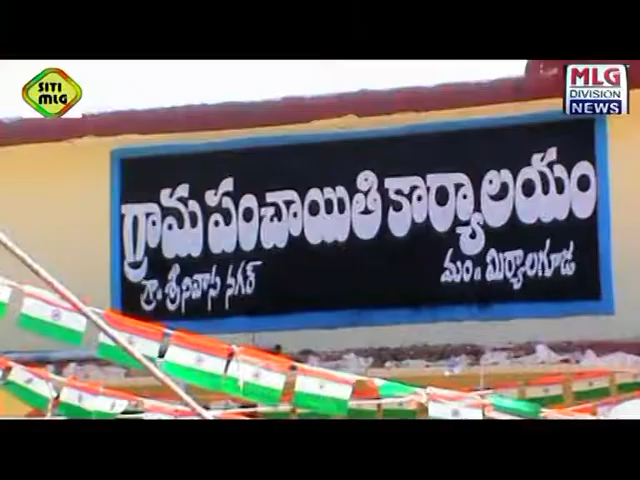 SITI
MLG
MLG
DIVISION
NEWS
గ్రామ పంచాయితి కార్యాలయం
గ్రా॥ శ్రీనివాస నగర్
మం॥ మిర్యాలగూడ